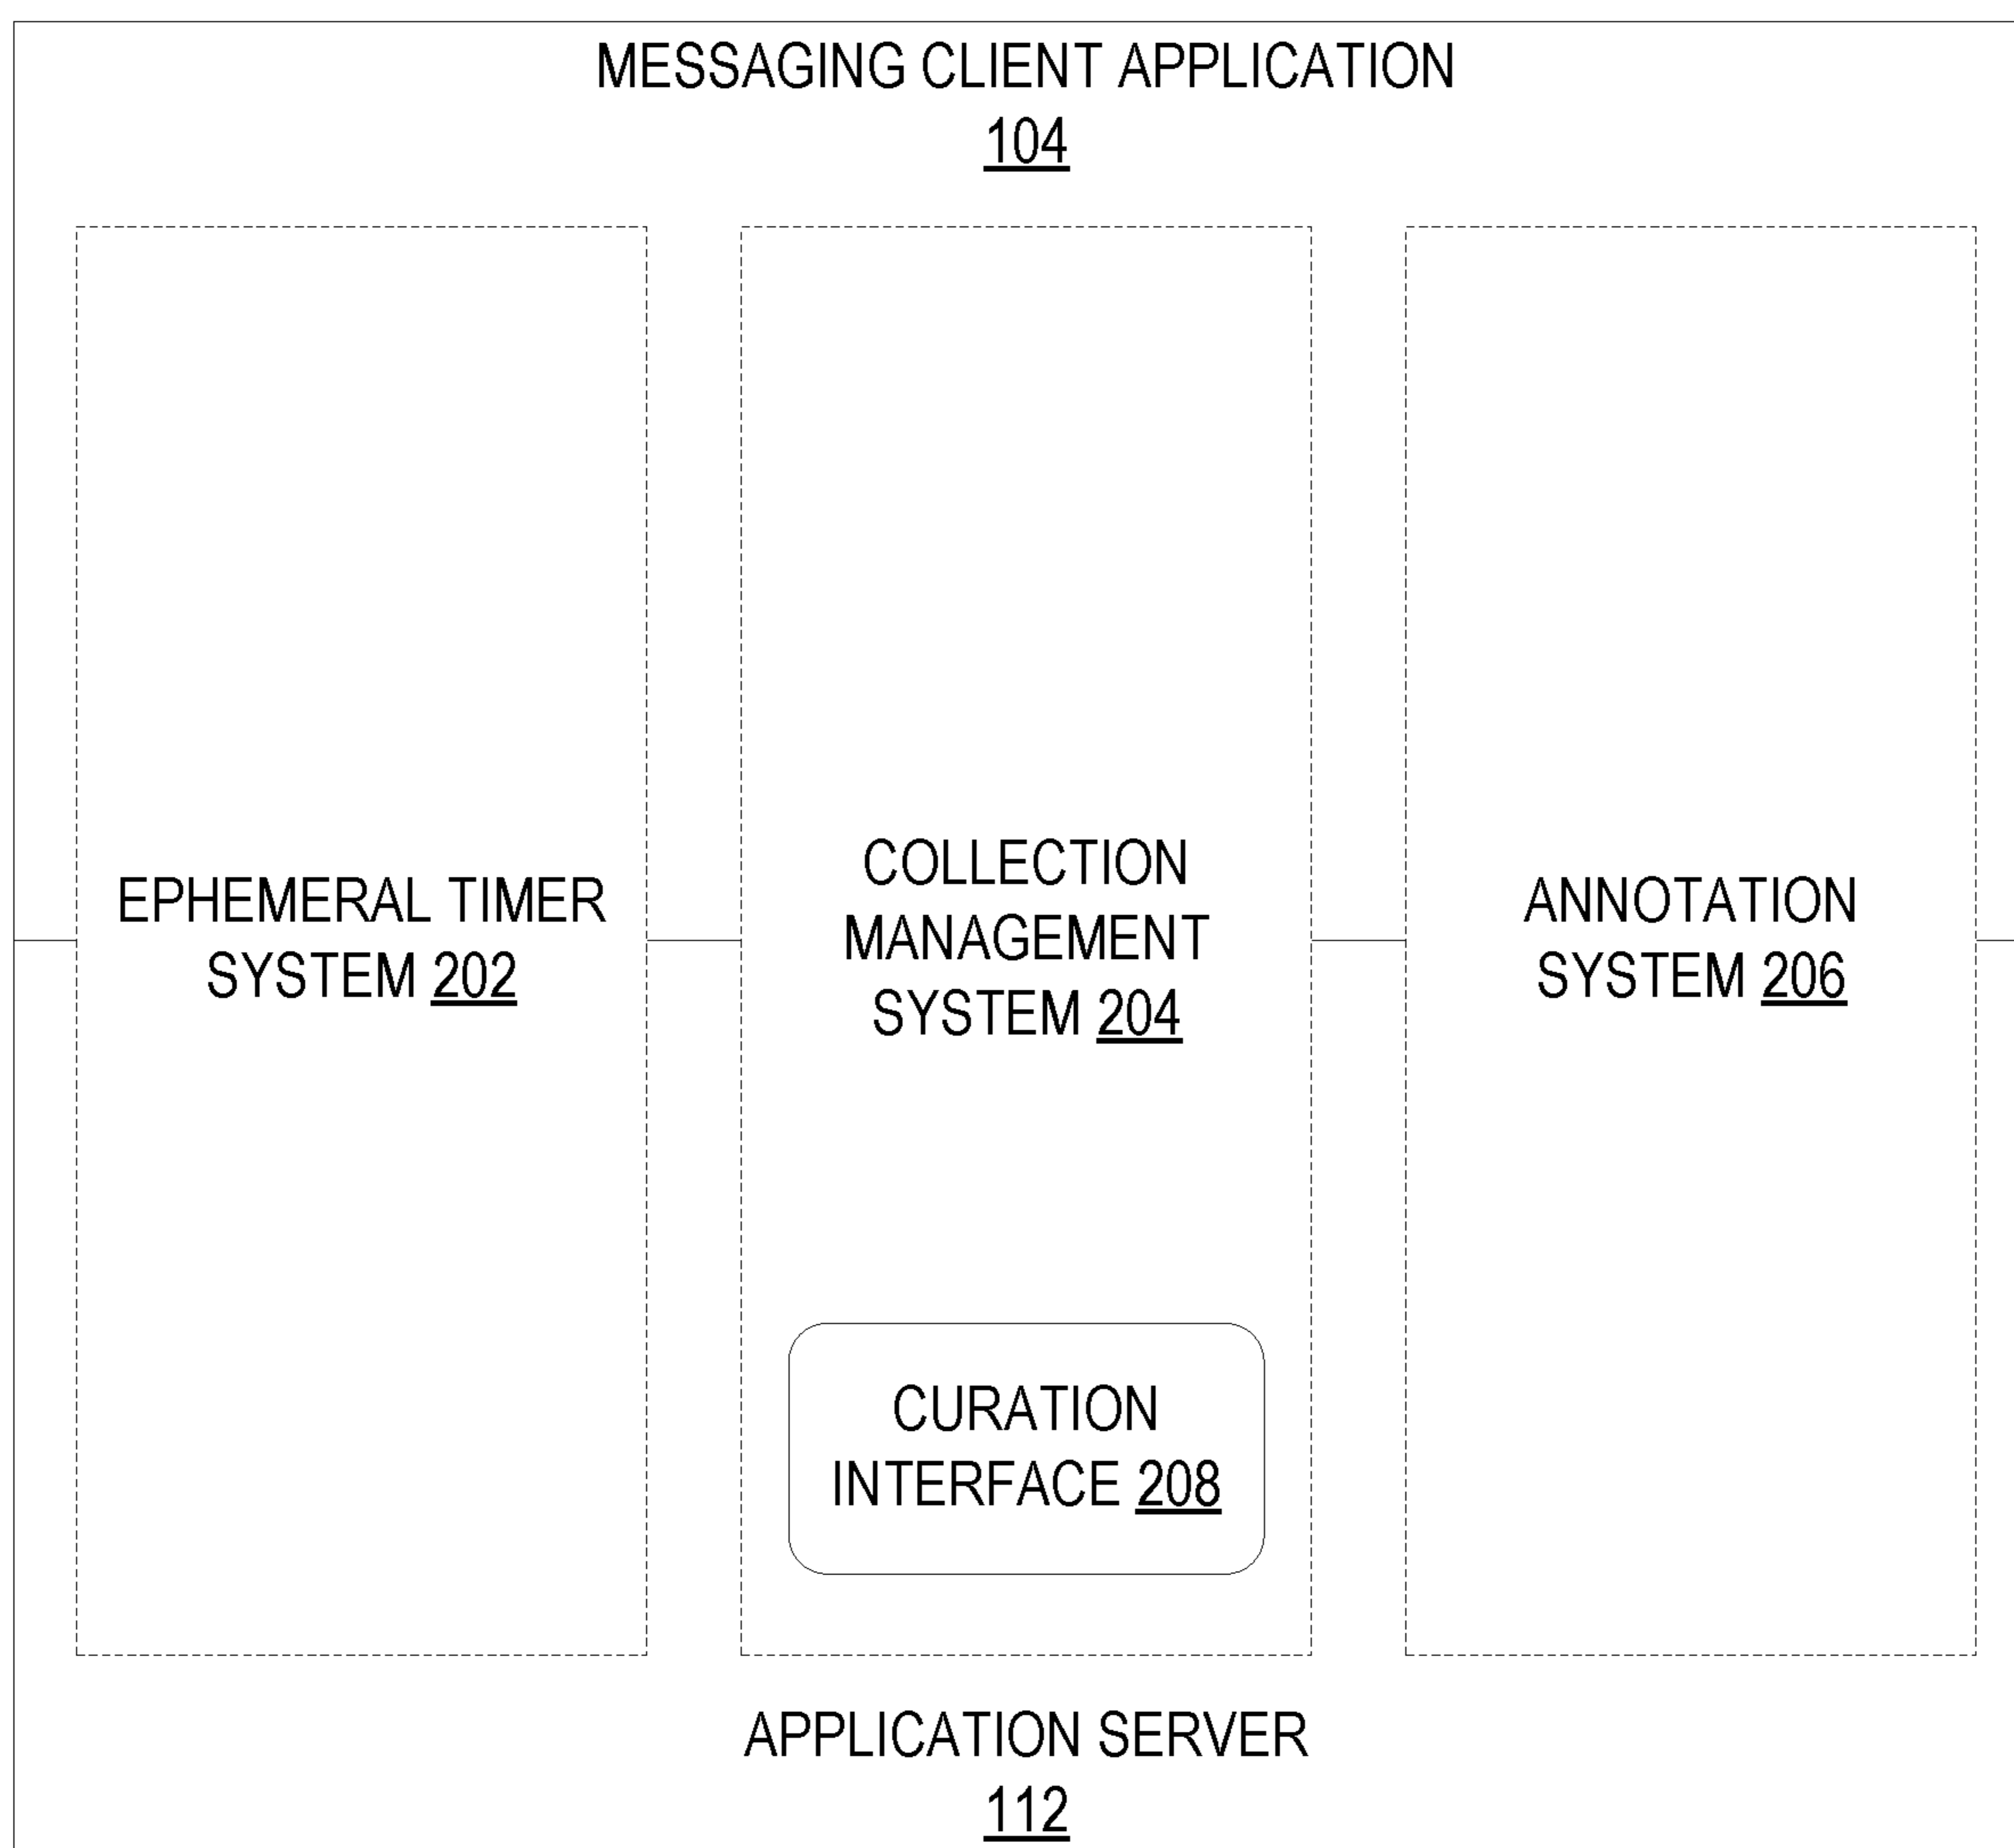 MESSAGING CLIENT APPLICATION
104
EPHEMERAL TIMER
SYSTEM 202
COLLECTION
MANAGEMENT
SYSTEM 204
ANNOTATION
SYSTEM 206
CURATION
INTERFACE 208
APPLICATION SERVER
112